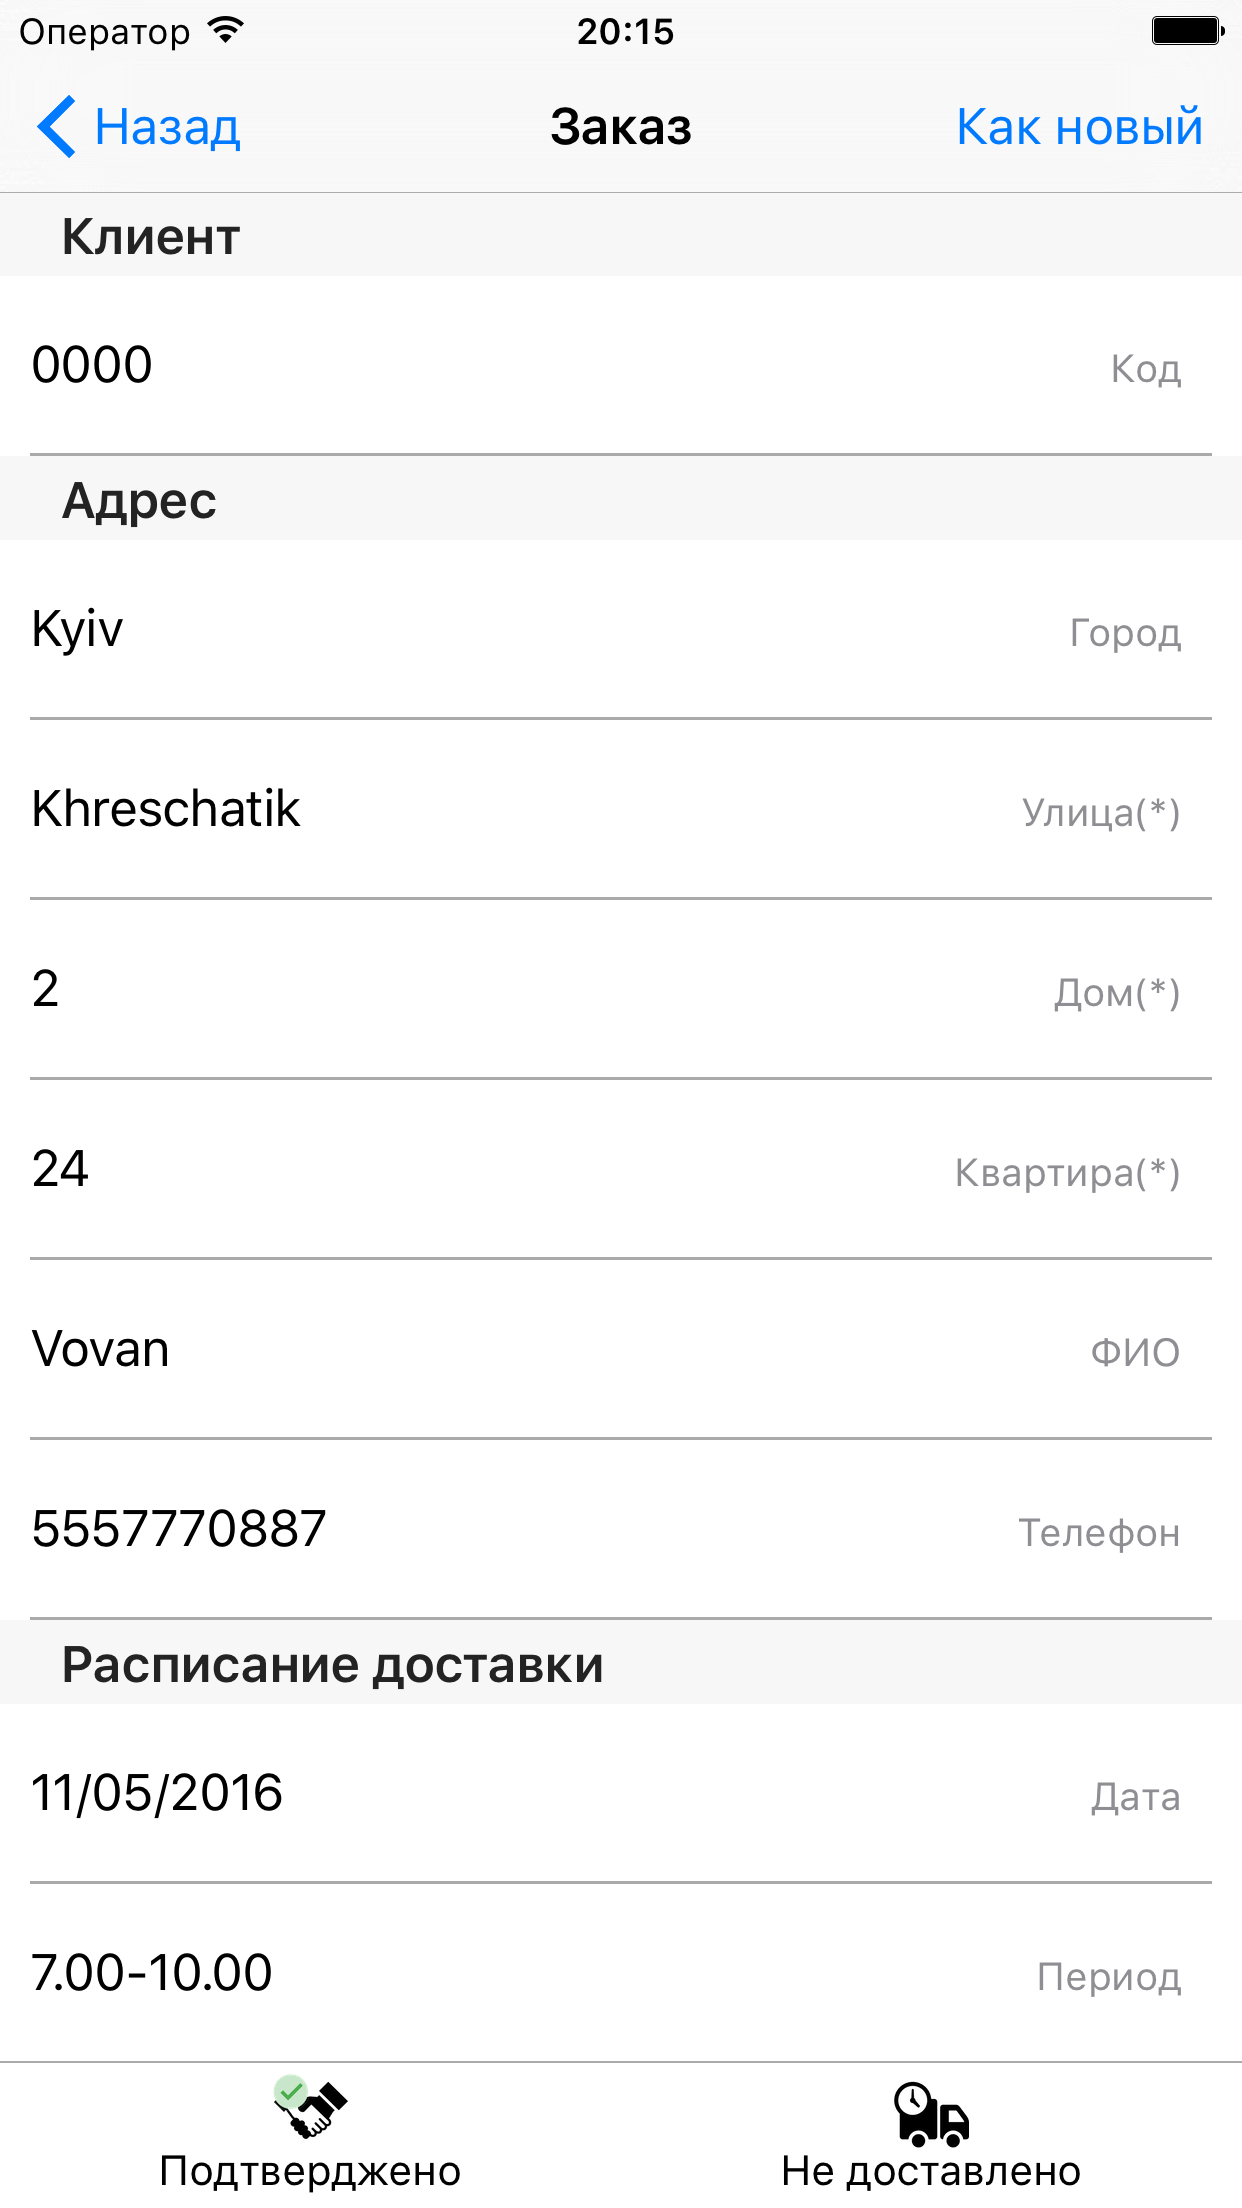 Оператор 20:15
Назад Заказ Как новый
Клиент
0000 Код
Адрес
Kyiv Город
Khreschatik Улица(*)
2 Дом(*)
24 Квартира(*)
Vovan ФИО
5557770887 Телефон
Расписание доставки
11/05/2016 Дата
7.00-10.00 Период
Подтверджено Не доставлено